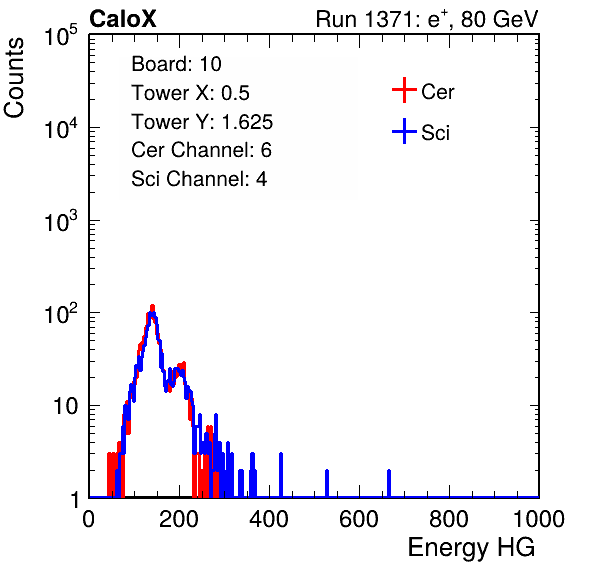 CaloX Run 1371: e⁺, 80 GeV
Counts
Board: 10
Tower X: 0.5
Tower Y: 1.625
Cer Channel: 6
Sci Channel: 4
Cer
Sci
10⁵
10⁴
10³
10²
10
1
0 200 400 600 800 1000
Energy HG